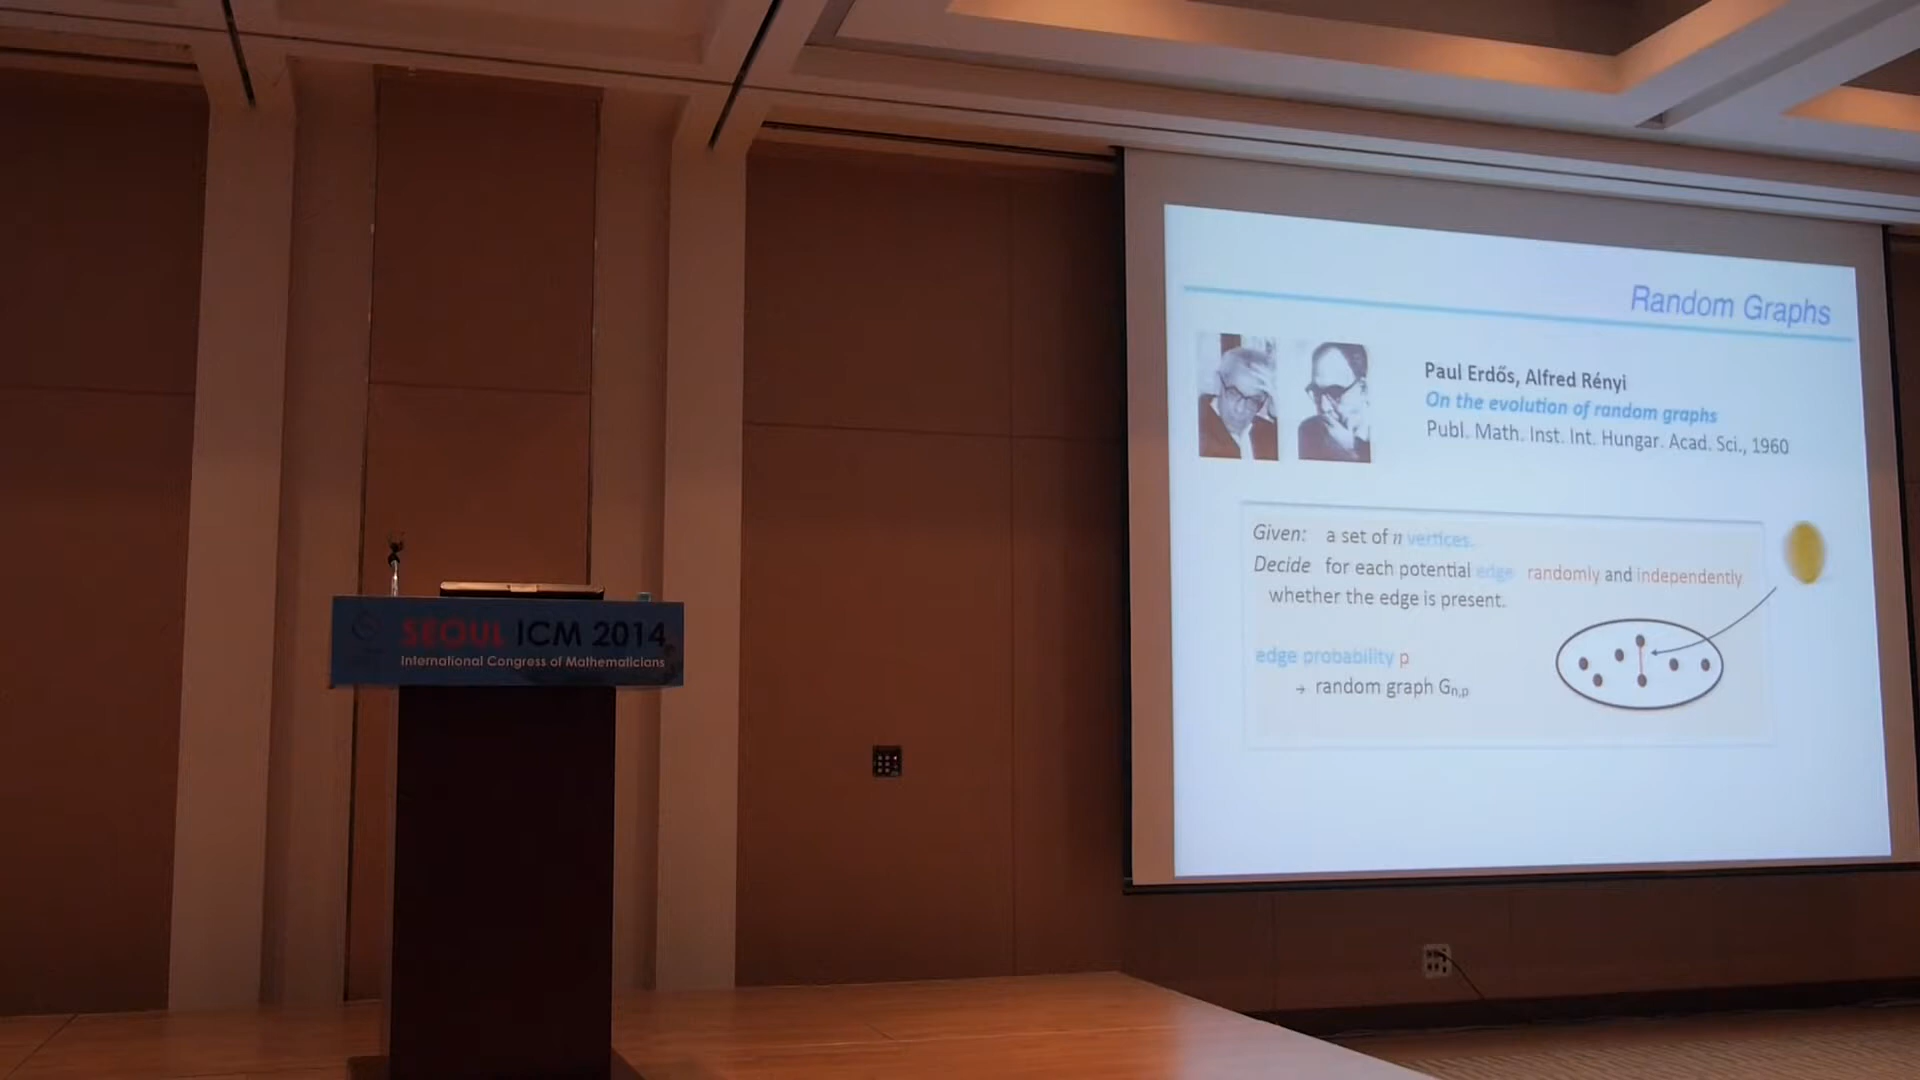 SEOUL ICM 2014
International Congress of Mathematicians
Random Graphs
Paul Erdős, Alfred Rényi
On the evolution of random graphs
Publ. Math. Inst. Int. Hungar. Acad. Sci., 1960
Given: a set of n vertices.
Decide for each potential edge randomly and independently
whether the edge is present.
edge probability p
→ random graph Gn,p